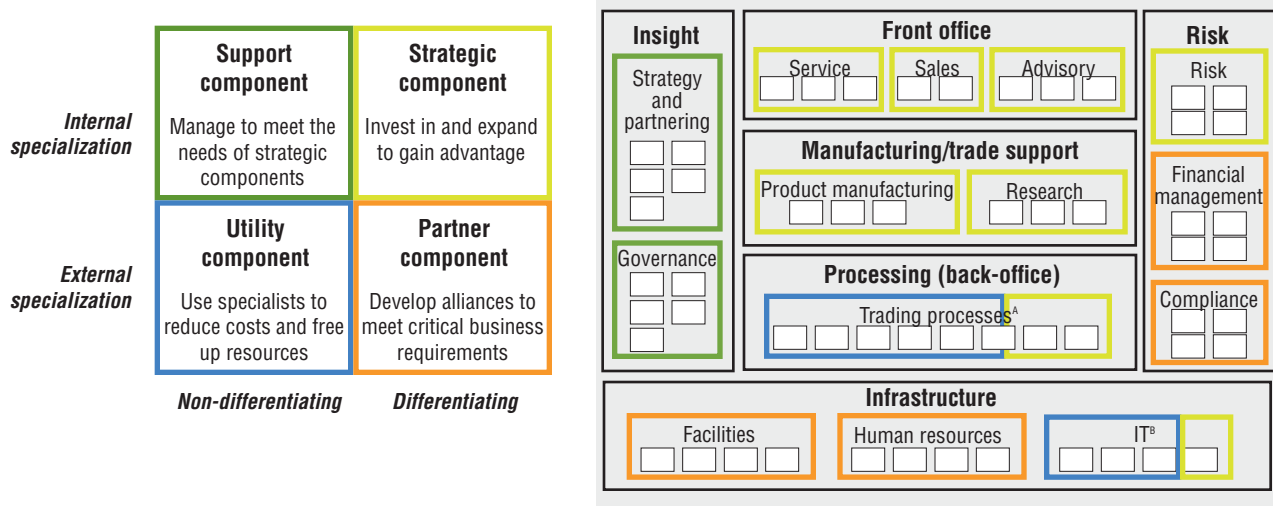 Support
component
Manage to meet the
needs of strategic
components
Strategic
component
Invest in and expand
to gain advantage
Internal
specialization
Utility
component
Use specialists to
reduce costs and free
up resources
Partner
component
Develop alliances to
meet critical business
requirements
External
specialization
Non-differentiating
Differentiating
Insight
Strategy
and
partnering
Governance
Front office
Service
Sales
Advisory
Manufacturing/trade support
Product manufacturing
Research
Processing (back-office)
Trading processesA
Risk
Risk
Financial
management
Compliance
Infrastructure
Facilities
Human resources
ITB